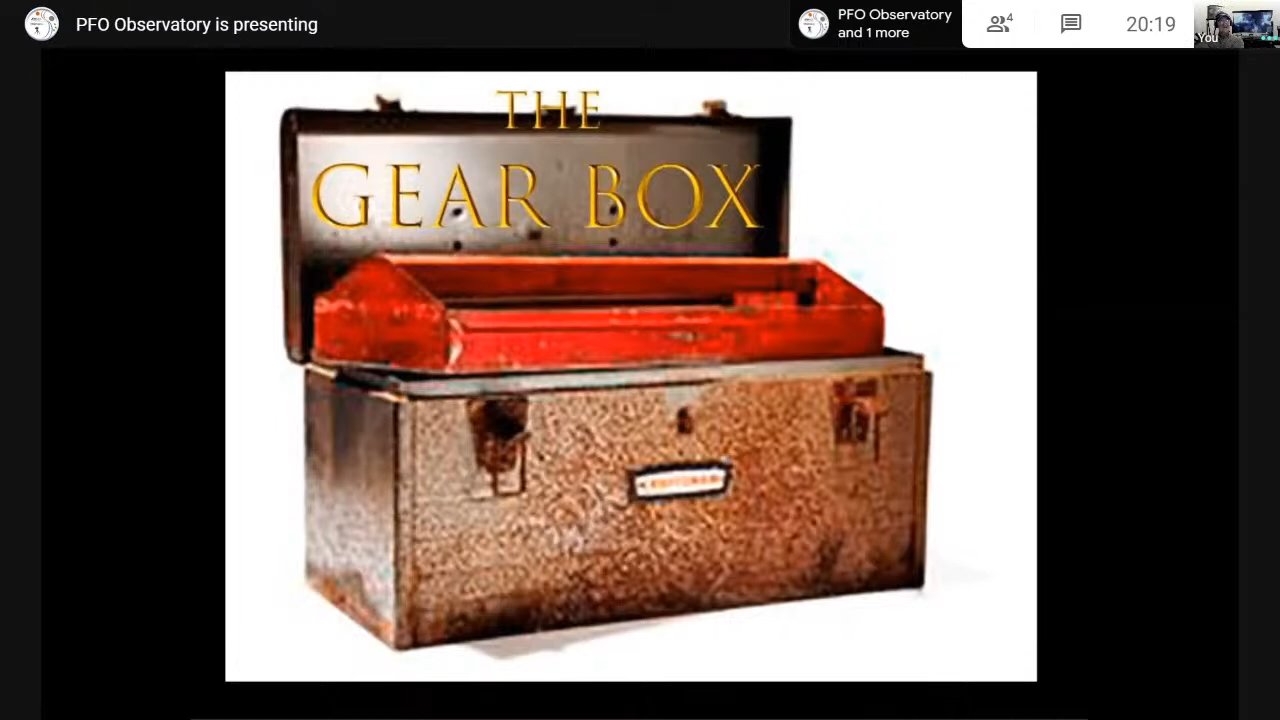 PFO Observatory is presenting
PFO Observatory
and 1 more
4
20:19
You
THE
GEAR BOX